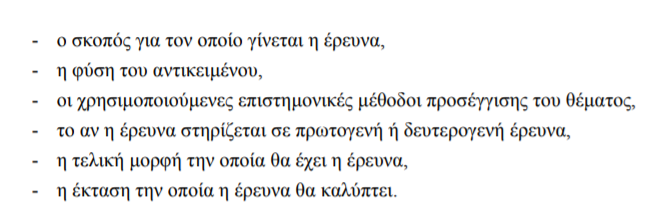 - ο σκοπός για τον οποίο γίνεται η έρευνα,
- η φύση του αντικειμένου,
- οι χρησιμοποιούμενες επιστημονικές μέθοδοι προσέγγισης του θέματος,
- το αν η έρευνα στηρίζεται σε πρωτογενή ή δευτερογενή έρευνα,
- η τελική μορφή την οποία θα έχει η έρευνα,
- η έκταση την οποία η έρευνα θα καλύπτει.